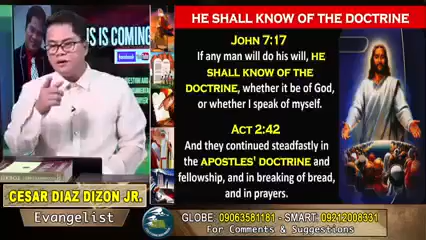 HE SHALL KNOW OF THE DOCTRINE
IS IS COMING
JOHN 7:17
If any man will do his will, HE
SHALL KNOW OF THE
DOCTRINE, whether it be of God,
or whether I speak of myself.
ACT 2:42
And they continued steadfastly in
the APOSTLES' DOCTRINE and
fellowship, and in breaking of bread,
and in prayers.
CESAR DIAZ DIZON JR.
Evangelist
GLOBE 09063581181 - SMART: 09212008331
For Comments & Suggestions